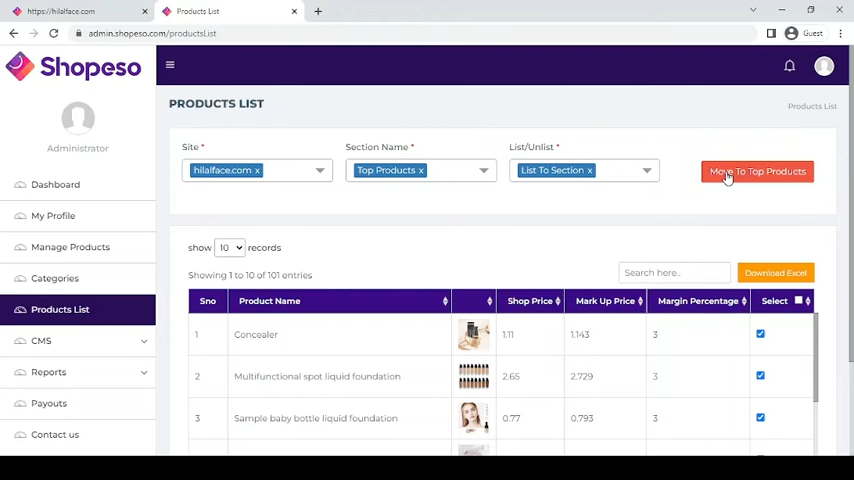 https://hilalface.com
Products List
admin.shopeso.com/productsList
Guest
Shopeso
PRODUCTS LIST
Products List
Administrator
Site *
Section Name *
List/Unlist *
hilalface.com x
Top Products x
List To Section x
Move To Top Products
Dashboard
My Profile
Manage Products
Categories
Products List
CMS
Reports
Payouts
Contact us
show 10 records
Showing 1 to 10 of 101 entries
Search here..
Download Excel
Sno Product Name Shop Price Mark Up Price Margin Percentage Select
1 Concealer 1.11 1.143 3
2 Multifunctional spot liquid foundation 2.65 2.729 3
3 Sample baby bottle liquid foundation 0.77 0.793 3